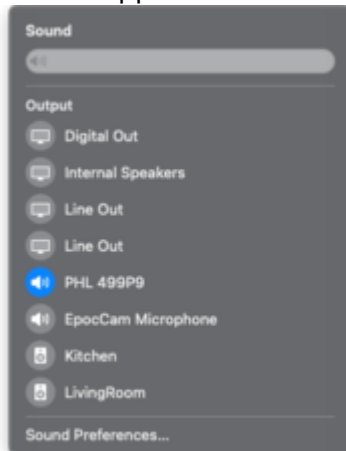 Sound
Output
Digital Out
Internal Speakers
Line Out
Line Out
PHL 499P9
EpocCam Microphone
Kitchen
LivingRoom
Sound Preferences...